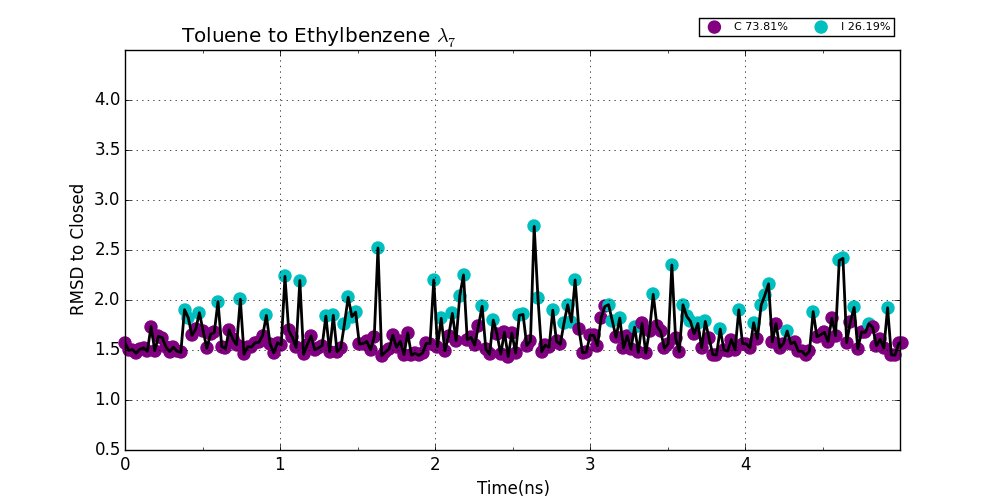 Toluene to Ethylbenzene λ₇
C 73.81% I 26.19%
4.0
3.5
3.0
2.5
2.0
1.5
1.0
0.5
RMSD to Closed
0 1 2 3 4
Time(ns)